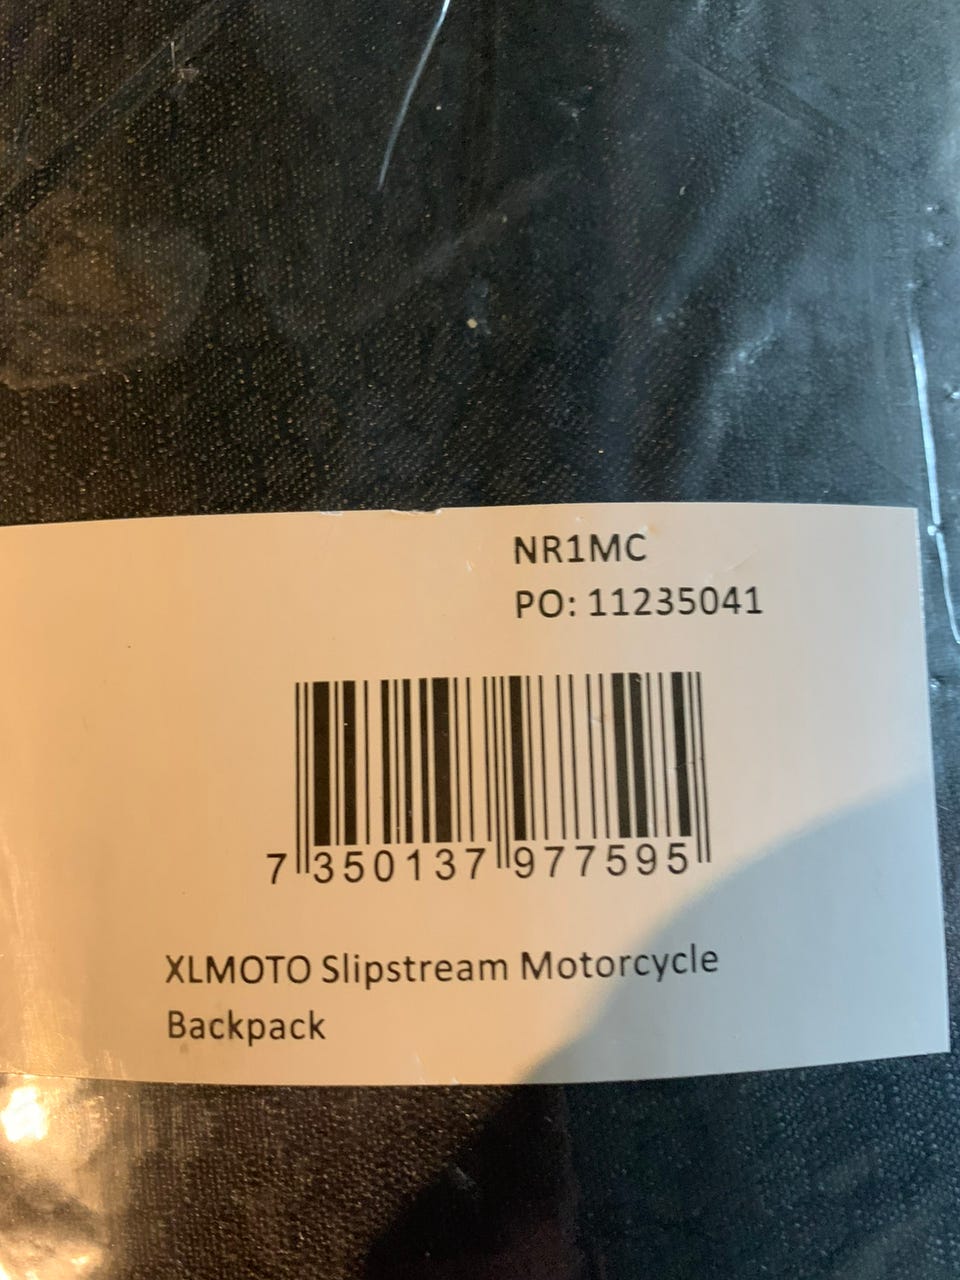 NR1MC
PO: 11235041
7 350137 977595
XLMOTO Slipstream Motorcycle
Backpack